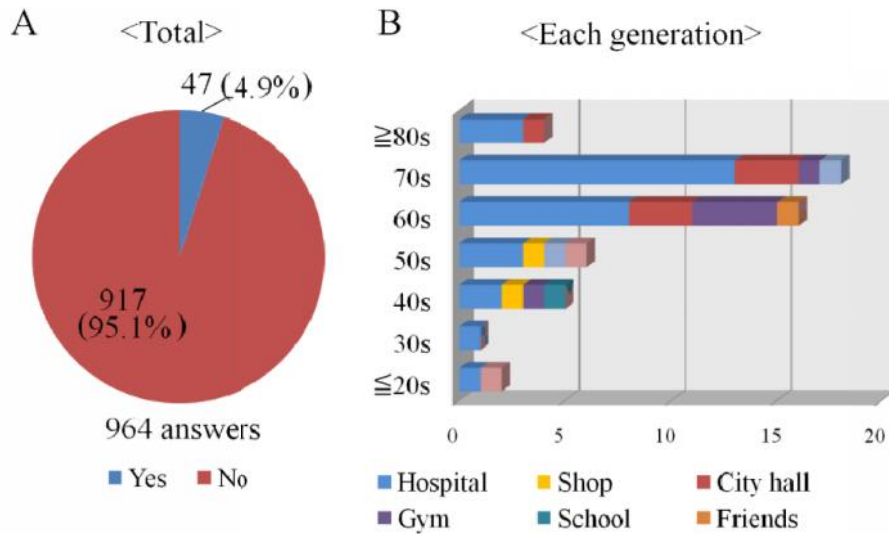 A
<Total>
47 (4.9%)
917
(95.1%)
964 answers
Yes
No
B
<Each generation>
≧80s
70s
60s
50s
40s
30s
≦20s
0
5
10
15
20
Hospital
Shop
City hall
Gym
School
Friends